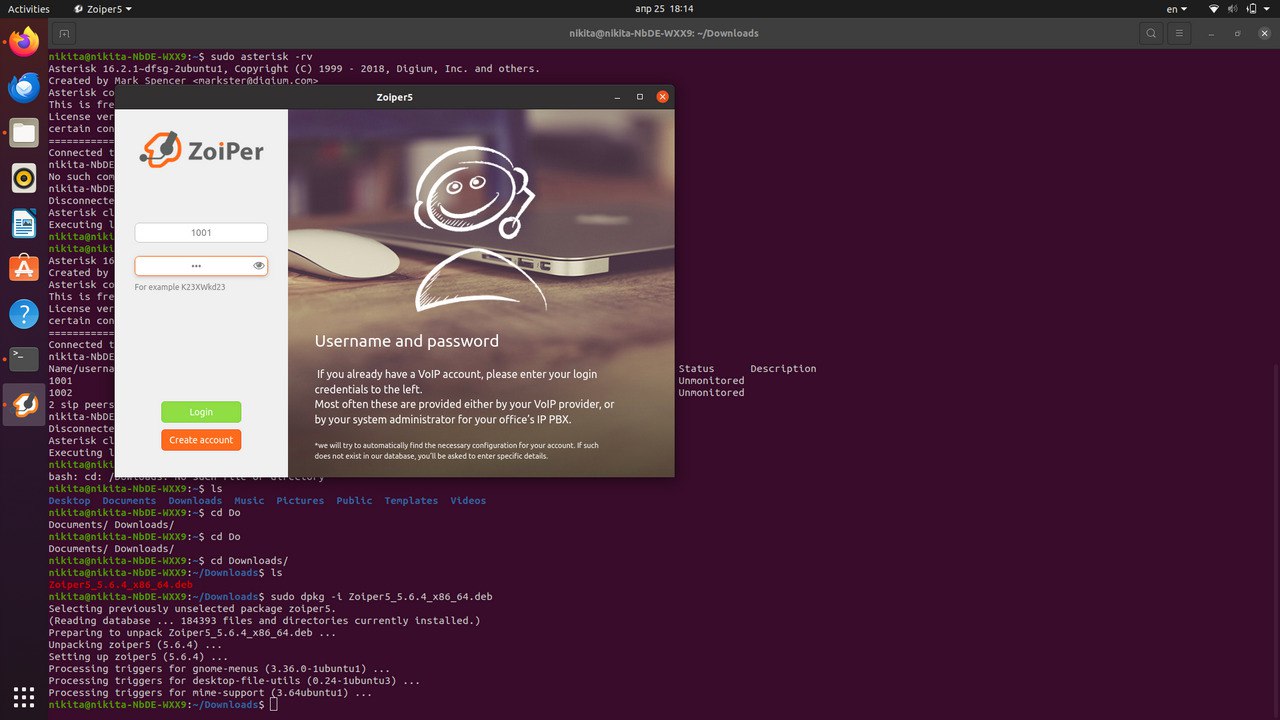 Activities
Zoiper5
апр 25 18:14
en
nikita@nikita-NbDE-WXX9: ~/Downloads
nikita@nikita-NbDE-WXX9:~$ sudo asterisk -rv
Asterisk 16.2.1~dfsg-2ubuntu1, Copyright (C) 1999 - 2018, Digium, Inc. and others.
Created by Mark Spencer <markster@digium.com>
Asterisk co
This is fre
License ver
certain con
===========
Connected t
nikita-NbDE
No such com
nikita-NbDE
Disconnecte
Asterisk cl
Executing l
nikita@niki
nikita@niki
Asterisk 16
Created by
Asterisk co
This is fre
License ver
certain con
===========
Connected t
nikita-NbDE
Name/userna Status Description
1001 Unmonitored
1002 Unmonitored
2 sip peers
nikita-NbDE
Disconnecte
Asterisk cl
Executing l
nikita@niki
bash: cd: /Downloads: No such file or directory
nikita@nikita-NbDE-WXX9:~$ ls
Desktop Documents Downloads Music Pictures Public Templates Videos
nikita@nikita-NbDE-WXX9:~$ cd Do
Documents/ Downloads/
nikita@nikita-NbDE-WXX9:~$ cd Do
Documents/ Downloads/
nikita@nikita-NbDE-WXX9:~$ cd Downloads/
nikita@nikita-NbDE-WXX9:~/Downloads$ ls
Zoiper5_5.6.4_x86_64.deb
nikita@nikita-NbDE-WXX9:~/Downloads$ sudo dpkg -i Zoiper5_5.6.4_x86_64.deb
Selecting previously unselected package zoiper5.
(Reading database ... 184393 files and directories currently installed.)
Preparing to unpack Zoiper5_5.6.4_x86_64.deb ...
Unpacking zoiper5 (5.6.4) ...
Setting up zoiper5 (5.6.4) ...
Processing triggers for gnome-menus (3.36.0-1ubuntu1) ...
Processing triggers for desktop-file-utils (0.24-1ubuntu3) ...
Processing triggers for mime-support (3.64ubuntu1) ...
nikita@nikita-NbDE-WXX9:~/Downloads$
Zoiper5
ZoiPer
1001
•••
For example K23XWkd23
Login
Create account
Username and password
If you already have a VoIP account, please enter your login
credentials to the left.
Most often these are provided either by your VoIP provider, or
by your system administrator for your office's IP PBX.
*we will try to automatically find the necessary configuration for your account. If such
does not exist in our database, you'll be asked to enter specific details.